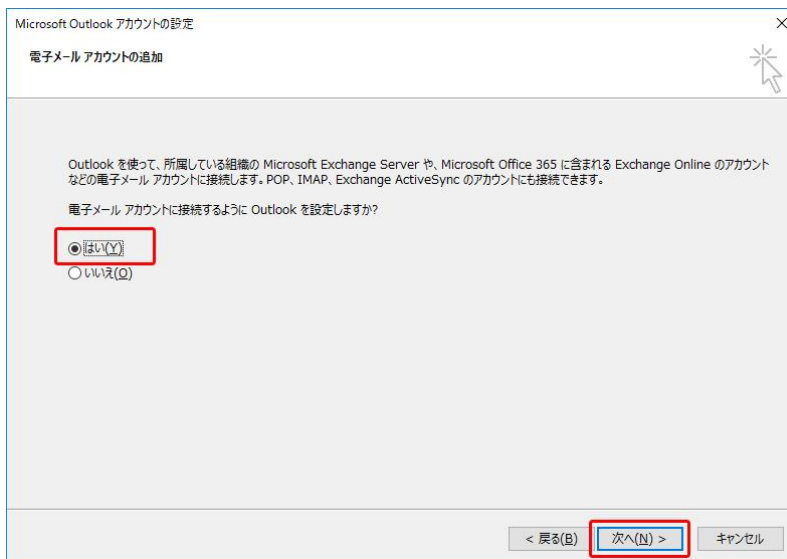 Microsoft Outlook アカウントの設定
電子メール アカウントの追加
Outlook を使って、所属している組織の Microsoft Exchange Server や、Microsoft Office 365 に含まれる Exchange Online のアカウント
などの電子メール アカウントに接続します。POP、IMAP、Exchange ActiveSync のアカウントにも接続できます。
電子メール アカウントに接続するように Outlook を設定しますか?
はい(Y)
いいえ(O)
< 戻る(B) 次へ(N) > キャンセル